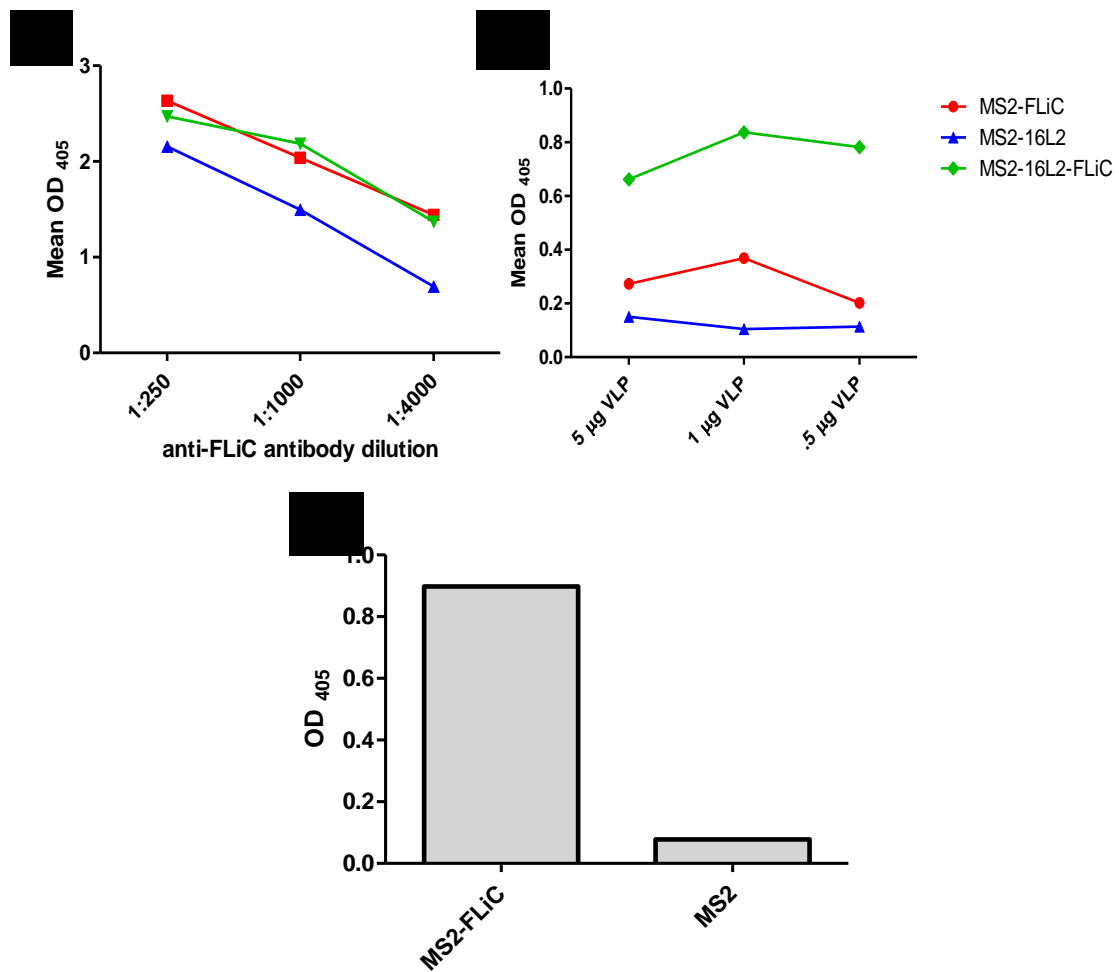 3
2
1
0
Mean OD 405
1:250
1:1000
1:4000
anti-FLiC antibody dilution
1.0
0.8
0.6
0.4
0.2
0.0
Mean OD 405
5 µg VLP
1 µg VLP
.5 µg VLP
MS2-FLiC
MS2-16L2
MS2-16L2-FLiC
1.0
0.8
0.6
0.4
0.2
0.0
OD 405
MS2-FLiC
MS2